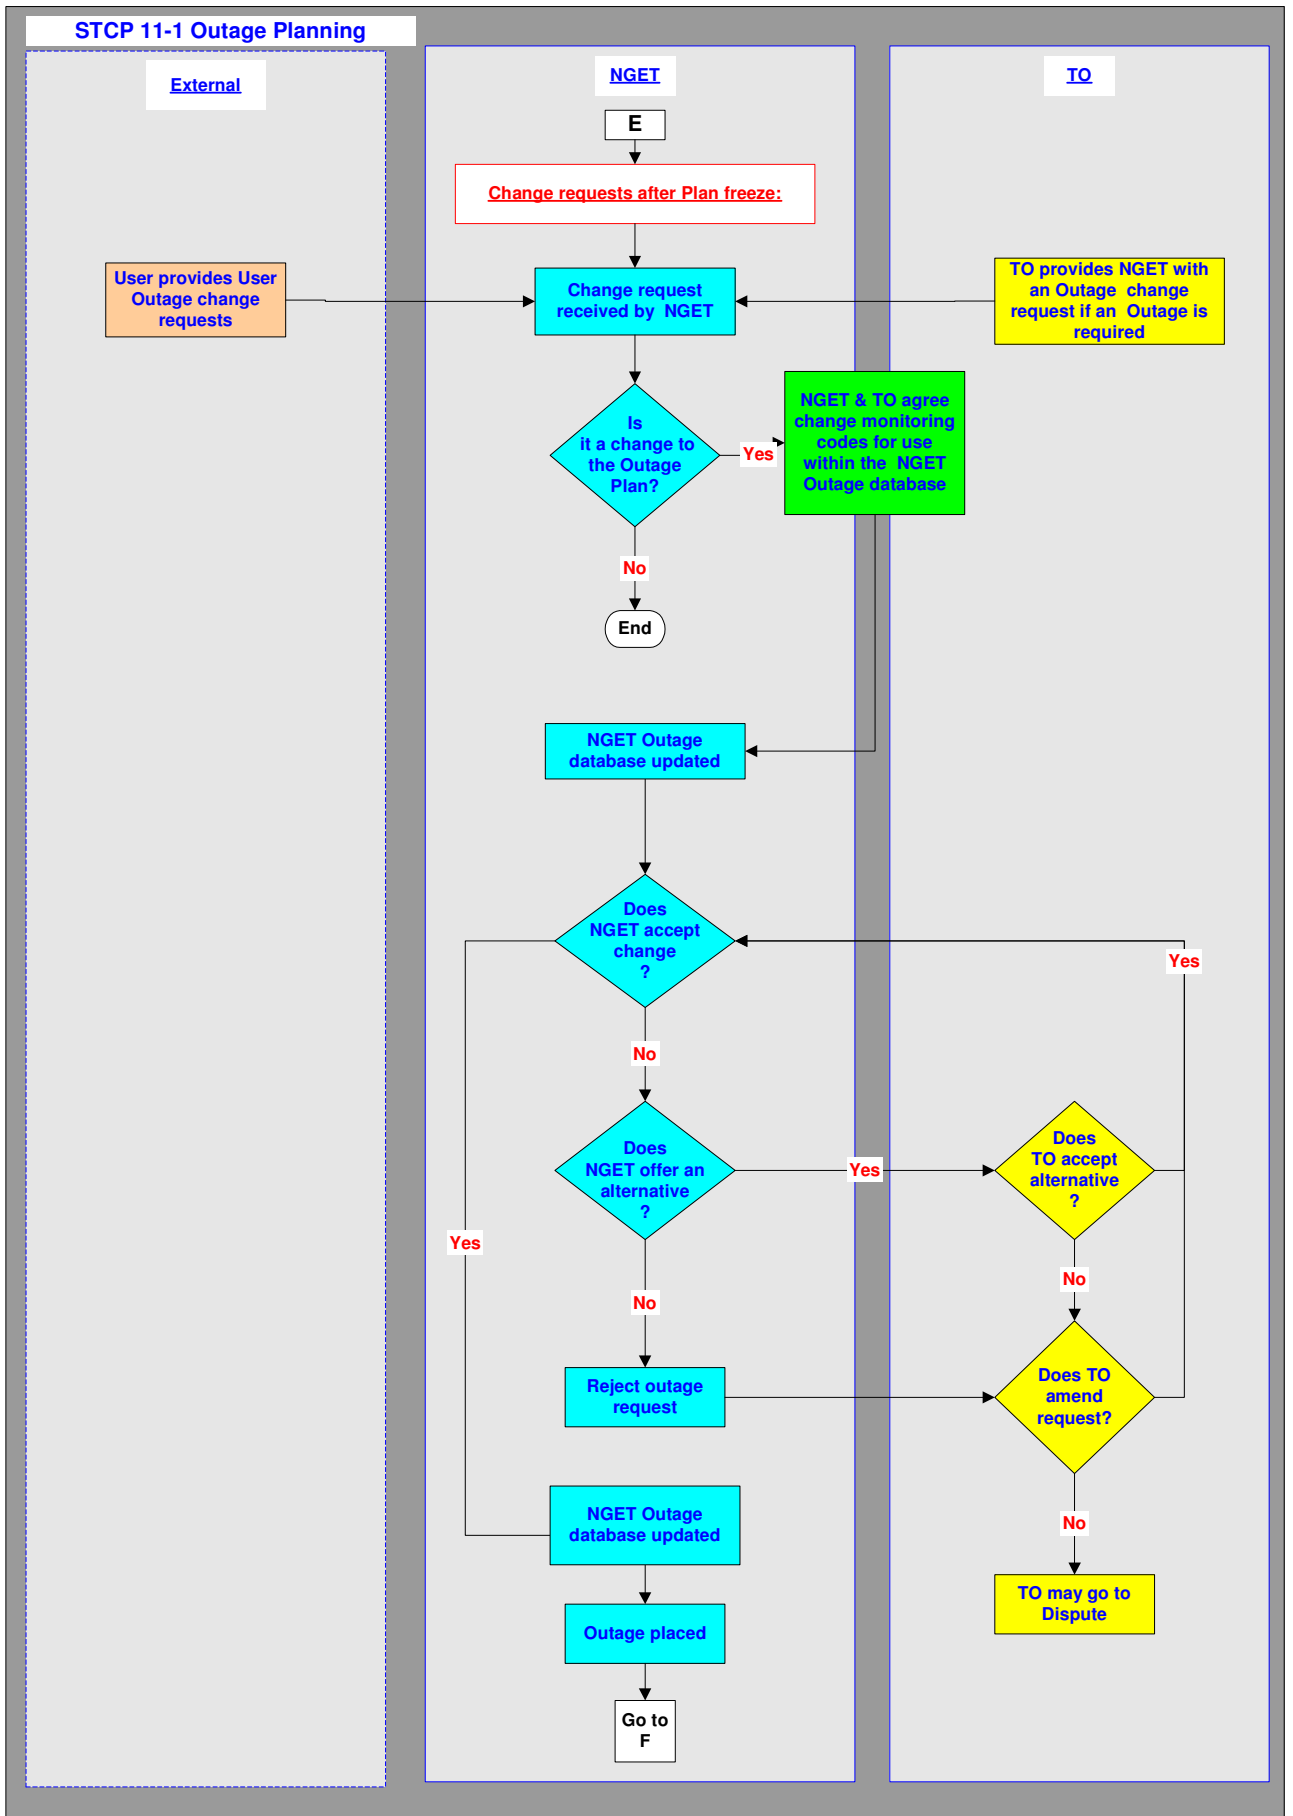 STCP 11-1 Outage Planning
External
NGET
TO
E
Change requests after Plan freeze:
User provides User
Outage change
requests
Change request
received by NGET
TO provides NGET with
an Outage change
request if an Outage is
required
Is
it a change to
the Outage
Plan?
Yes
NGET & TO agree
change monitoring
codes for use
within the NGET
Outage database
No
End
NGET Outage
database updated
Does
NGET accept
change
?
Yes
No
Does
NGET offer an
alternative
?
Yes
Does
TO accept
alternative
?
Yes
No
No
Reject outage
request
Does TO
amend
request?
NGET Outage
database updated
No
Outage placed
TO may go to
Dispute
Go to
F